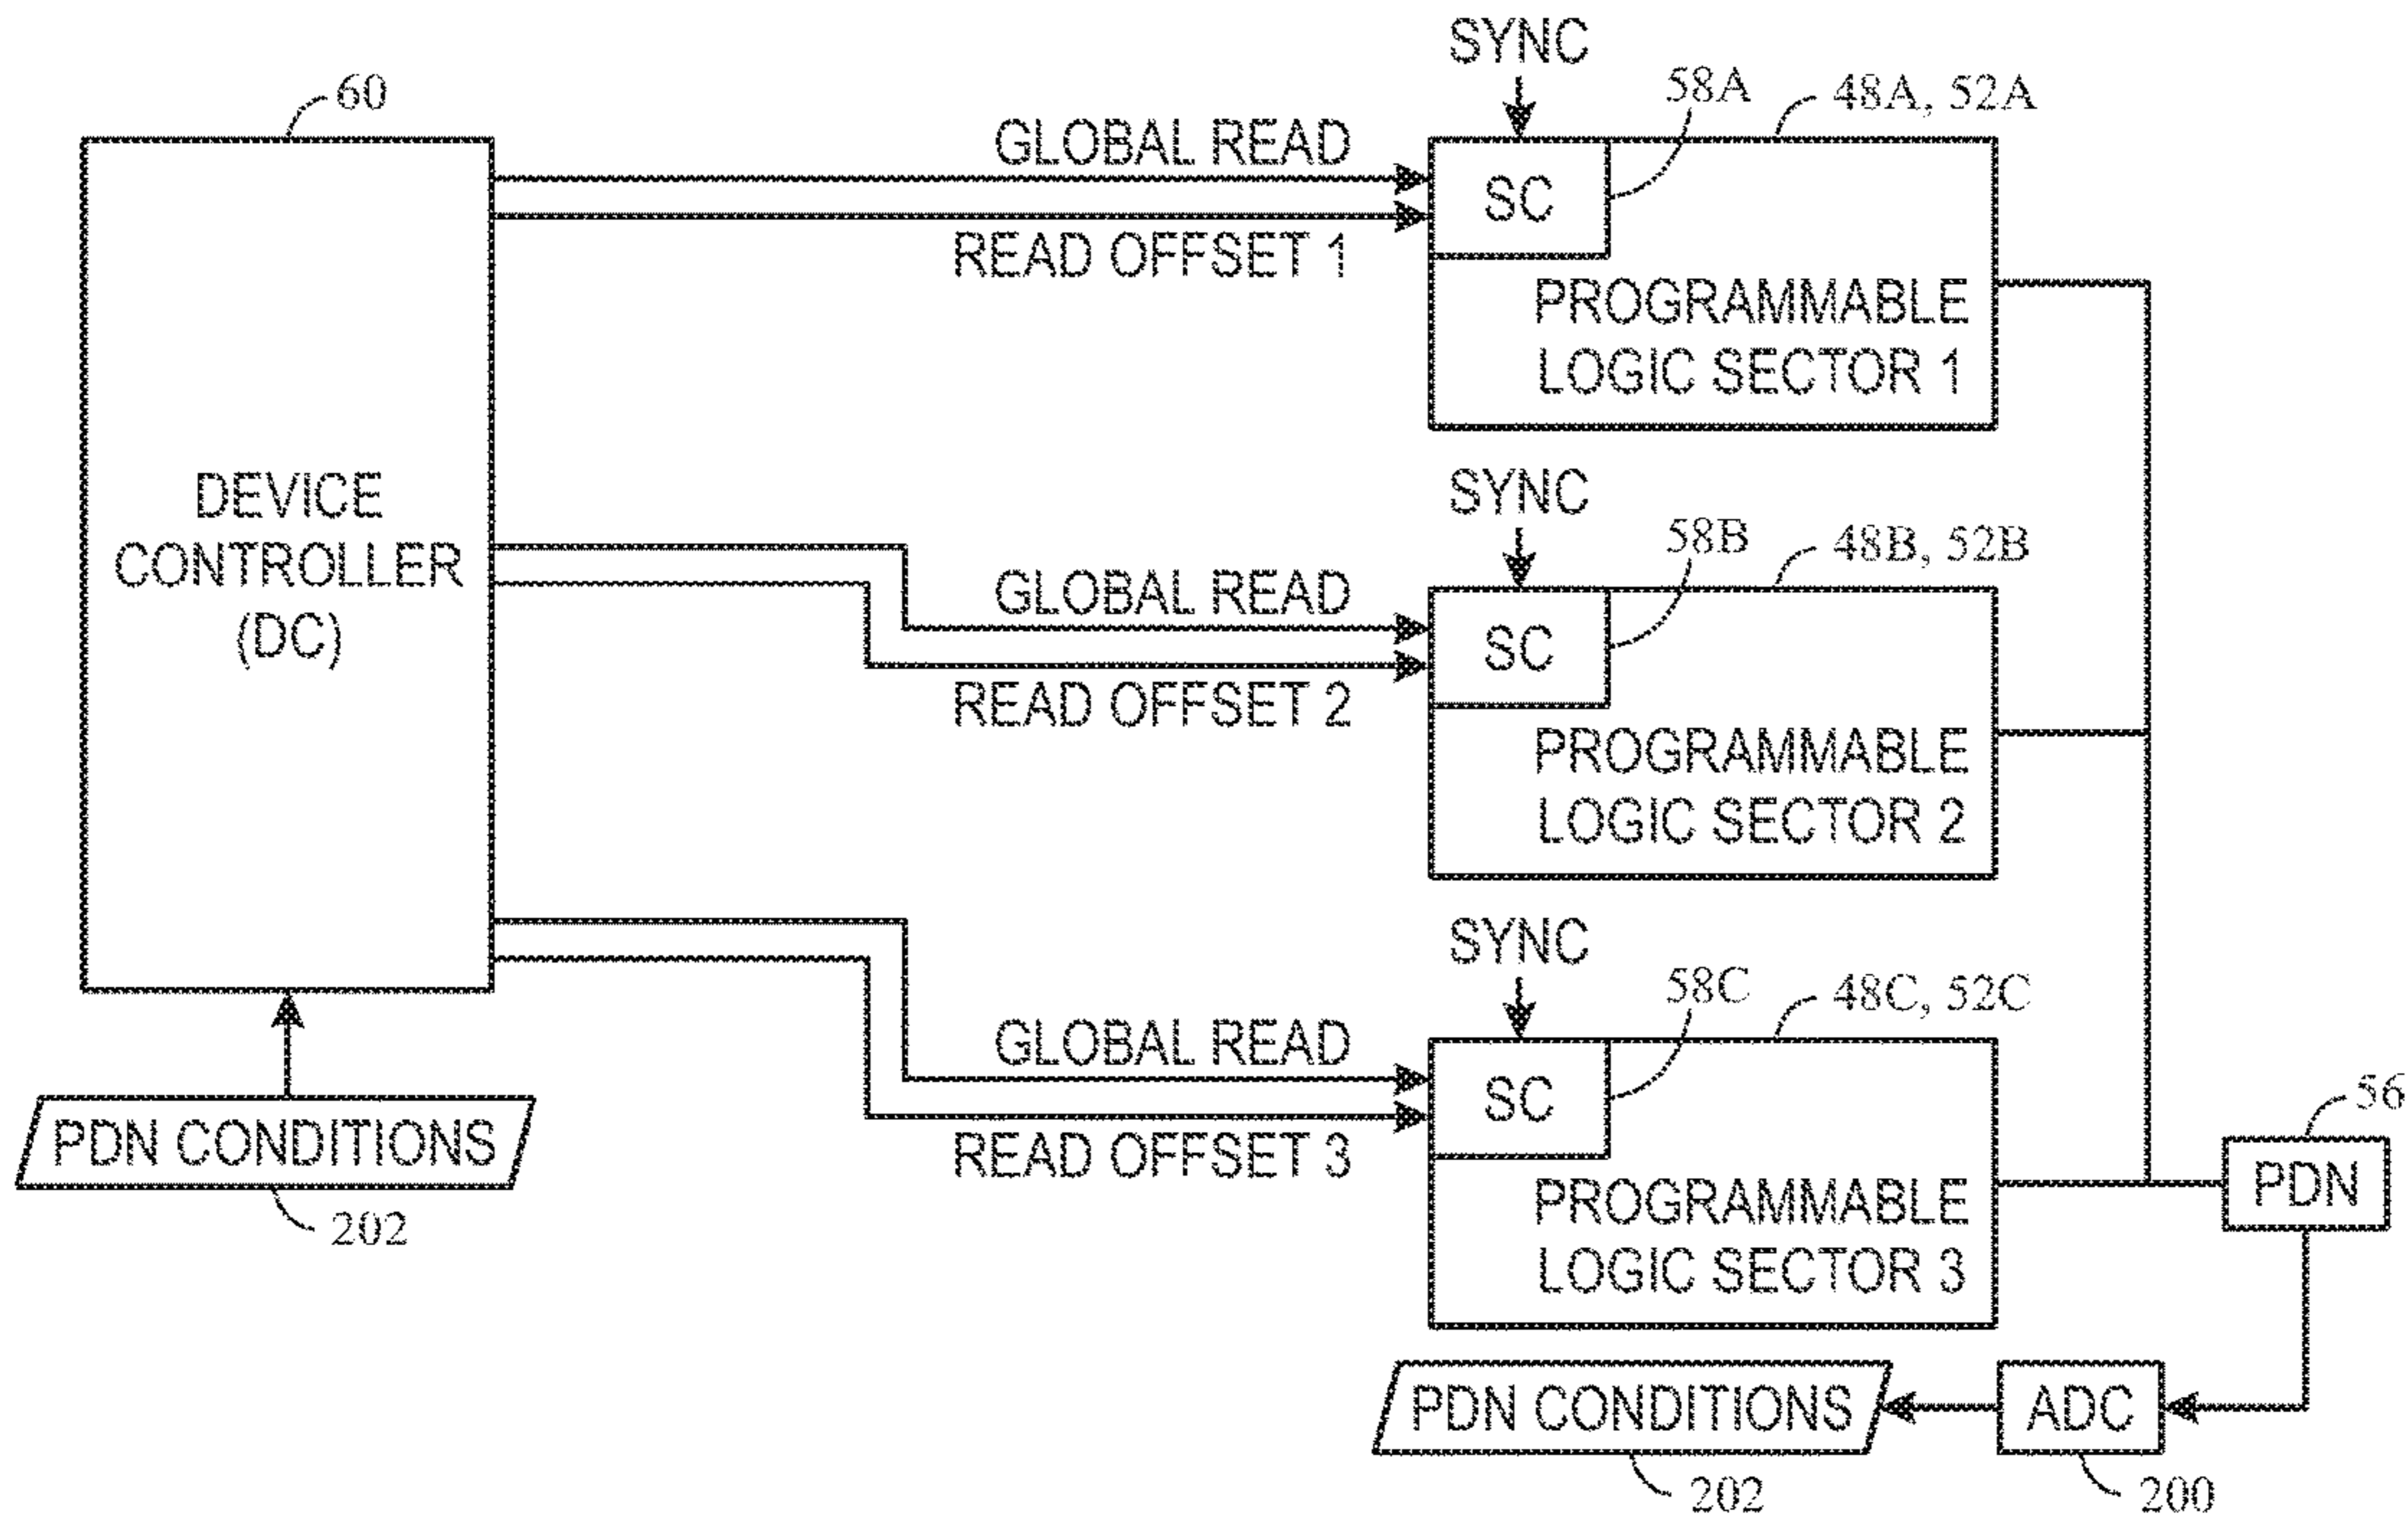 SYNC
60
58A
48A, 52A
GLOBAL READ
SC
READ OFFSET 1
PROGRAMMABLE
LOGIC SECTOR 1
SYNC
DEVICE
CONTROLLER
(DC)
58B
48B, 52B
GLOBAL READ
SC
READ OFFSET 2
PROGRAMMABLE
LOGIC SECTOR 2
SYNC
58C
48C, 52C
GLOBAL READ
SC
READ OFFSET 3
PROGRAMMABLE
LOGIC SECTOR 3
PDN CONDITIONS
202
56
PDN
PDN CONDITIONS
ADC
202
200